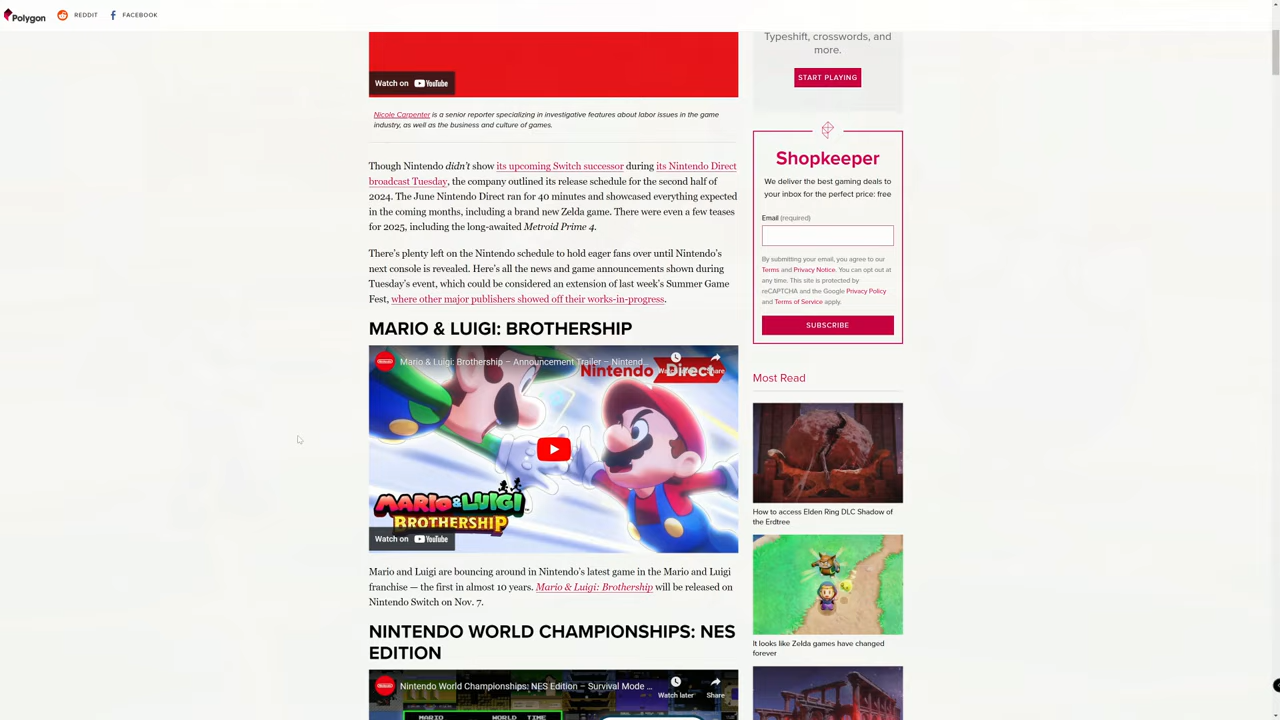 Polygon
REDDIT
FACEBOOK
Watch on YouTube
Nicole Carpenter is a senior reporter specializing in investigative features about labor issues in the game
industry, as well as the business and culture of games.
Though Nintendo didn't show its upcoming Switch successor during its Nintendo Direct
broadcast Tuesday, the company outlined its release schedule for the second half of
2024. The June Nintendo Direct ran for 40 minutes and showcased everything expected
in the coming months, including a brand new Zelda game. There were even a few teases
for 2025, including the long-awaited Metroid Prime 4.
There's plenty left on the Nintendo schedule to hold eager fans over until Nintendo's
next console is revealed. Here's all the news and game announcements shown during
Tuesday's event, which could be considered an extension of last week's Summer Game
Fest, where other major publishers showed off their works-in-progress.
MARIO & LUIGI: BROTHERSHIP
Mario & Luigi: Brothership – Announcement Trailer – Nintend
Nintendo Direct
Share
MARIO & LUIGI
BROTHERSHIP
Watch on YouTube
Mario and Luigi are bouncing around in Nintendo's latest game in the Mario and Luigi
franchise — the first in almost 10 years. Mario & Luigi: Brothership will be released on
Nintendo Switch on Nov. 7.
NINTENDO WORLD CHAMPIONSHIPS: NES
EDITION
Nintendo World Championships: NES Edition – Survival Mode ...
Watch later
Share
MARIO WORLD TIME
Typeshift, crosswords, and
more.
START PLAYING
Shopkeeper
We deliver the best gaming deals to
your inbox for the perfect price: free
Email (required)
By submitting your email, you agree to our
Terms and Privacy Notice. You can opt out at
any time. This site is protected by
reCAPTCHA and the Google Privacy Policy
and Terms of Service apply.
SUBSCRIBE
Most Read
How to access Elden Ring DLC Shadow of
the Erdtree
It looks like Zelda games have changed
forever